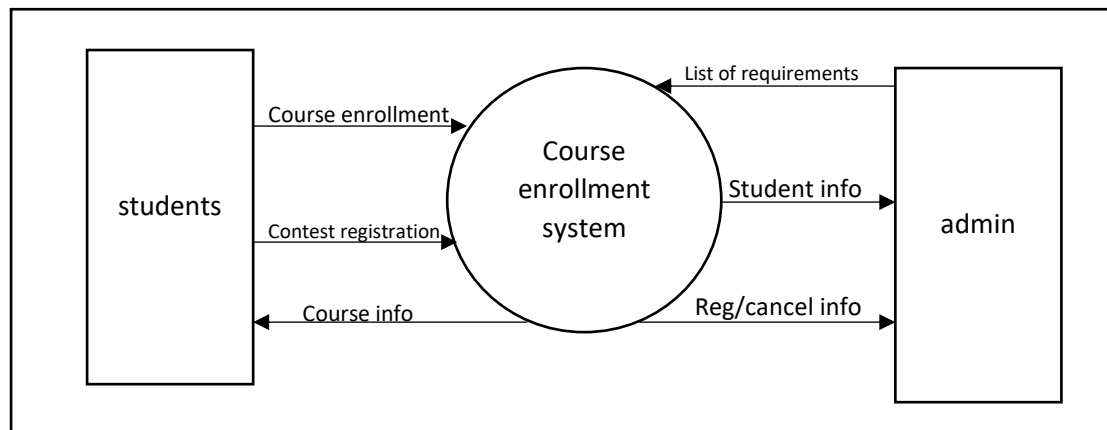 List of requirements
Course enrollment
Course
enrollment
system
Student info
students
admin
Contest registration
Course info
Reg/cancel info